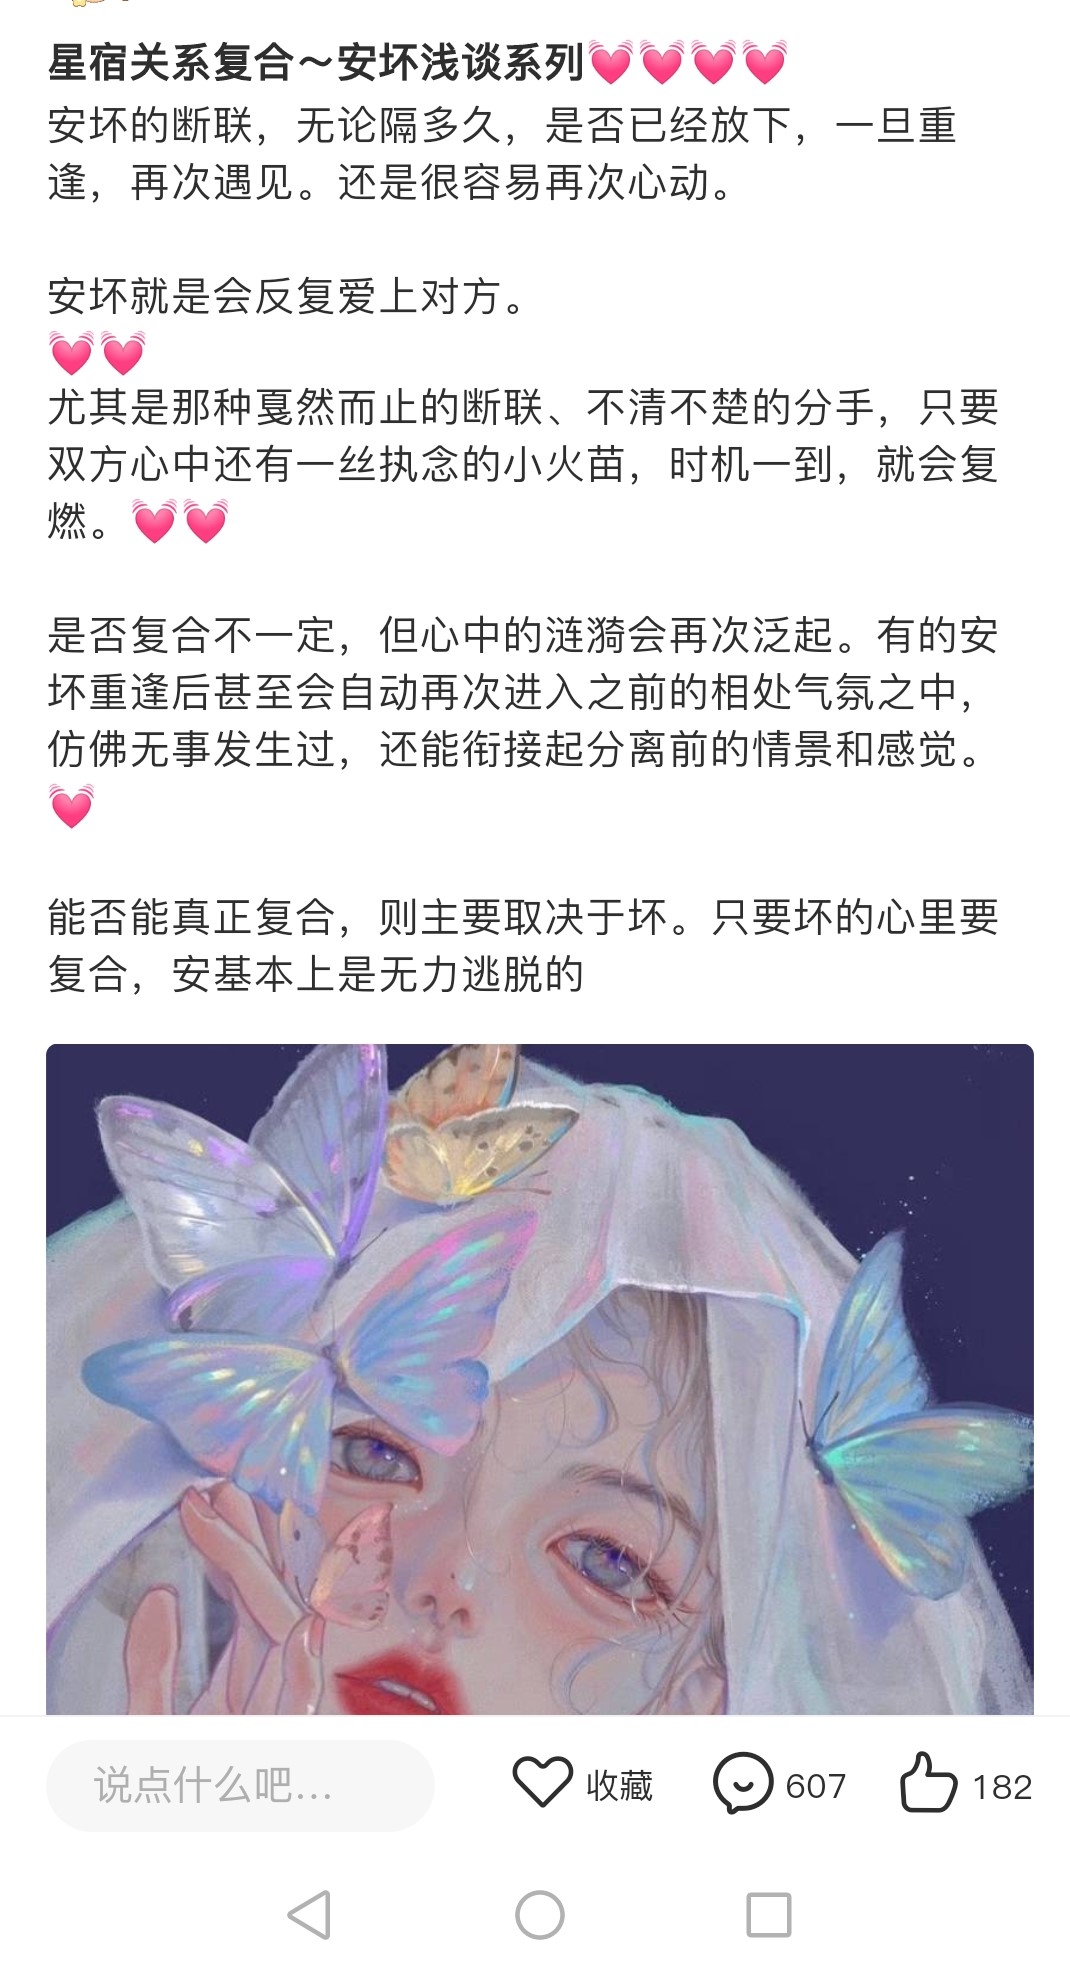 星宿关系复合～安坏浅谈系列💓💓💓💓
安坏的断联，无论隔多久，是否已经放下，一旦重
逢，再次遇见。还是很容易再次心动。
安坏就是会反复爱上对方。
💓💓
尤其是那种戛然而止的断联、不清不楚的分手，只要
双方心中还有一丝执念的小火苗，时机一到，就会复
燃。💓💓
是否复合不一定，但心中的涟漪会再次泛起。有的安
坏重逢后甚至会自动再次进入之前的相处气氛之中，
仿佛无事发生过，还能衔接起分离前的情景和感觉。
💓
能否能真正复合，则主要取决于坏。只要坏的心里要
复合，安基本上是无力逃脱的
说点什么吧... 收藏 607 182